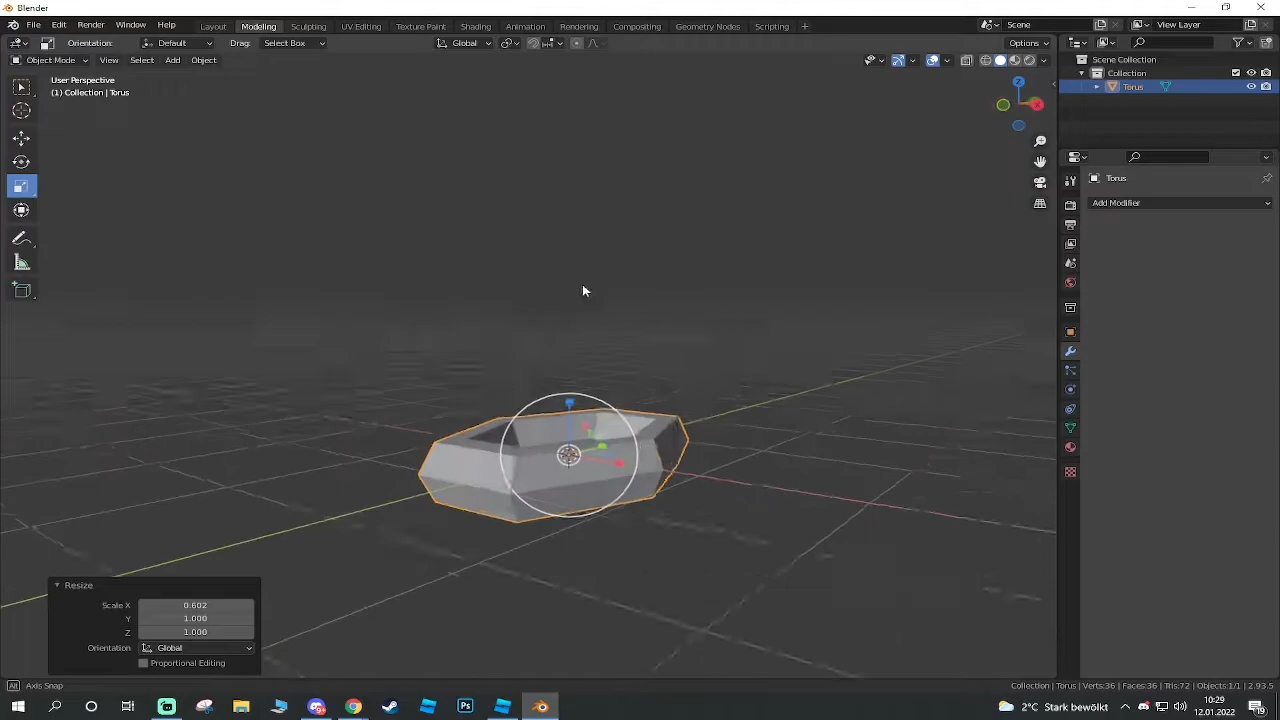 Blender
File Edit Render Window Help Layout Modeling Sculpting UV Editing Texture Paint Shading Animation Rendering Compositing Geometry Nodes Scripting + Scene View Layer
Orientation: Default Drag: Select Box Global Options
Object Mode View Select Add Object
User Perspective
(1) Collection | Torus
Z
Scene Collection
Collection
Torus
Torus
Add Modifier
Resize
Scale X 0.602
Y 1.000
Z 1.000
Orientation Global
Proportional Editing
Alt Axis Snap
Collection | Torus | Verts:36 | Faces:36 | Tris:72 | Objects:1/1 | 2.93.5
Ps
2°C Stark bewölkt
10:29
12.01.2022